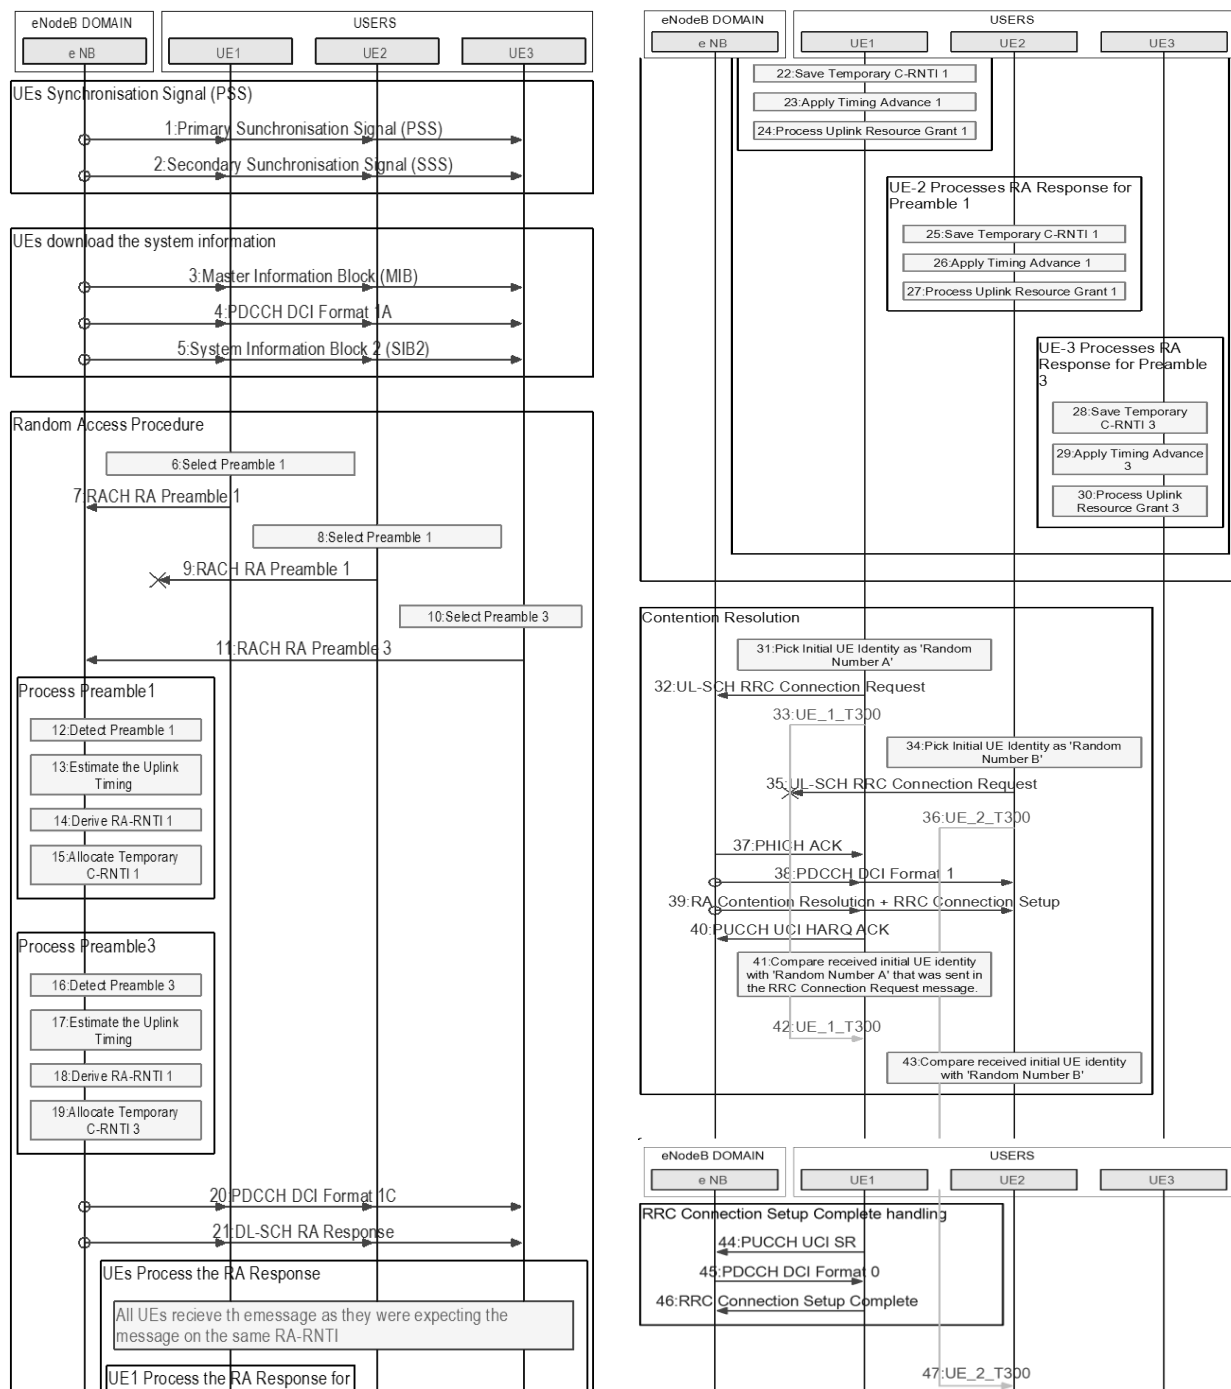 eNodeB DOMAIN
USERS
e NB
UE1
UE2
UE3
UEs Synchronisation Signal (PSS)
1:Primary Sunchronisation Signal (PSS)
2:Secondary Sunchronisation Signal (SSS)
UEs download the system information
3:Master Information Block (MIB)
4:PDCCH DCI Format 1A
5:System Information Block 2 (SIB2)
Random Access Procedure
6:Select Preamble 1
7:RACH RA Preamble 1
8:Select Preamble 1
9:RACH RA Preamble 1
10:Select Preamble 3
11:RACH RA Preamble 3
Process Preamble1
12:Detect Preamble 1
13:Estimate the Uplink
Timing
14:Derive RA-RNTI 1
15:Allocate Temporary
C-RNTI 1
Process Preamble3
16:Detect Preamble 3
17:Estimate the Uplink
Timing
18:Derive RA-RNTI 1
19:Allocate Temporary
C-RNTI 3
20:PDCCH DCI Format 1C
21:DL-SCH RA Response
UEs Process the RA Response
All UEs recieve th emessage as they were expecting the
message on the same RA-RNTI
UE1 Process the RA Response for
eNodeB DOMAIN
USERS
e NB
UE1
UE2
UE3
22:Save Temporary C-RNTI 1
23:Apply Timing Advance 1
24:Process Uplink Resource Grant 1
UE-2 Processes RA Response for
Preamble 1
25:Save Temporary C-RNTI 1
26:Apply Timing Advance 1
27:Process Uplink Resource Grant 1
UE-3 Processes RA
Response for Preamble
3
28:Save Temporary
C-RNTI 3
29:Apply Timing Advance
3
30:Process Uplink
Resource Grant 3
Contention Resolution
31:Pick Initial UE Identity as 'Random
Number A'
32:UL-SCH RRC Connection Request
33:UE_1_T300
34:Pick Initial UE Identity as 'Random
Number B'
35:UL-SCH RRC Connection Request
36:UE_2_T300
37:PHICH ACK
38:PDCCH DCI Format 1
39:RA Contention Resolution + RRC Connection Setup
40:PUCCH UCI HARQ ACK
41:Compare received initial UE identity
with 'Random Number A' that was sent in
the RRC Connection Request message.
42:UE_1_T300
43:Compare received initial UE identity
with 'Random Number B'
eNodeB DOMAIN
USERS
e NB
UE1
UE2
UE3
RRC Connection Setup Complete handling
44:PUCCH UCI SR
45:PDCCH DCI Format 0
46:RRC Connection Setup Complete
47:UE_2_T300